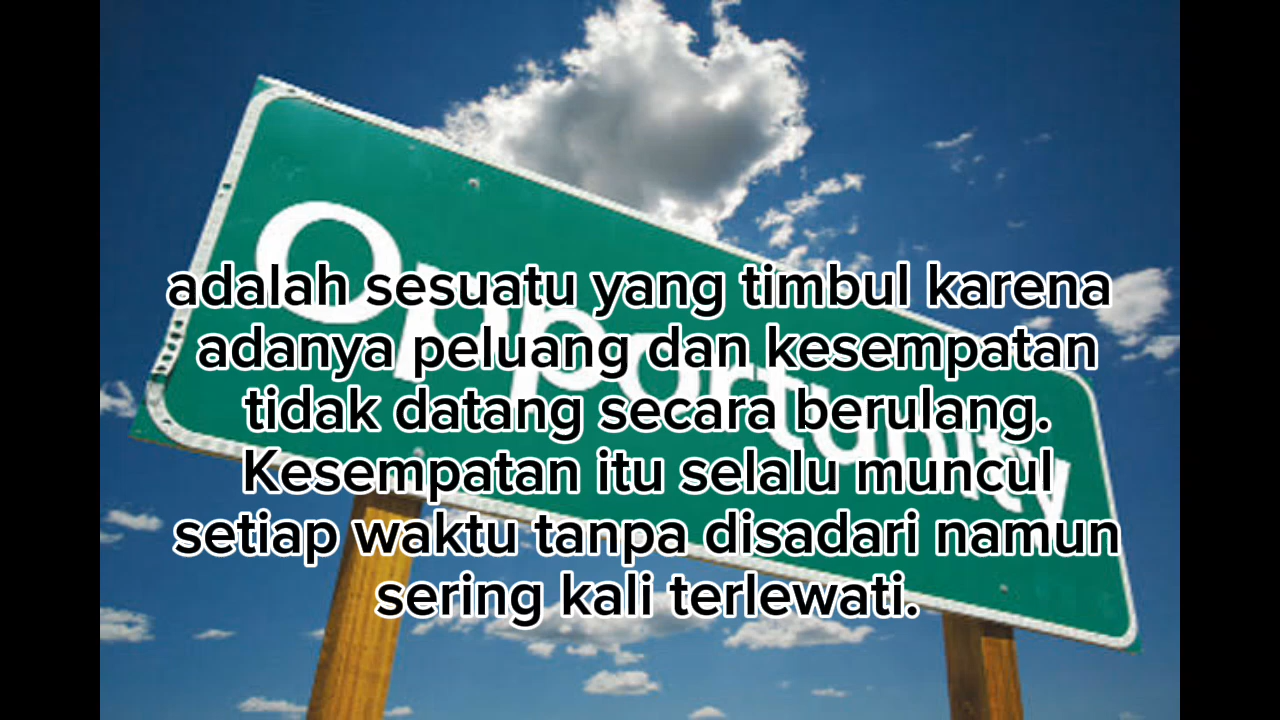 Opportunity
adalah sesuatu yang timbul karena
adanya peluang dan kesempatan
tidak datang secara berulang.
Kesempatan itu selalu muncul
setiap waktu tanpa disadari namun
sering kali terlewati.